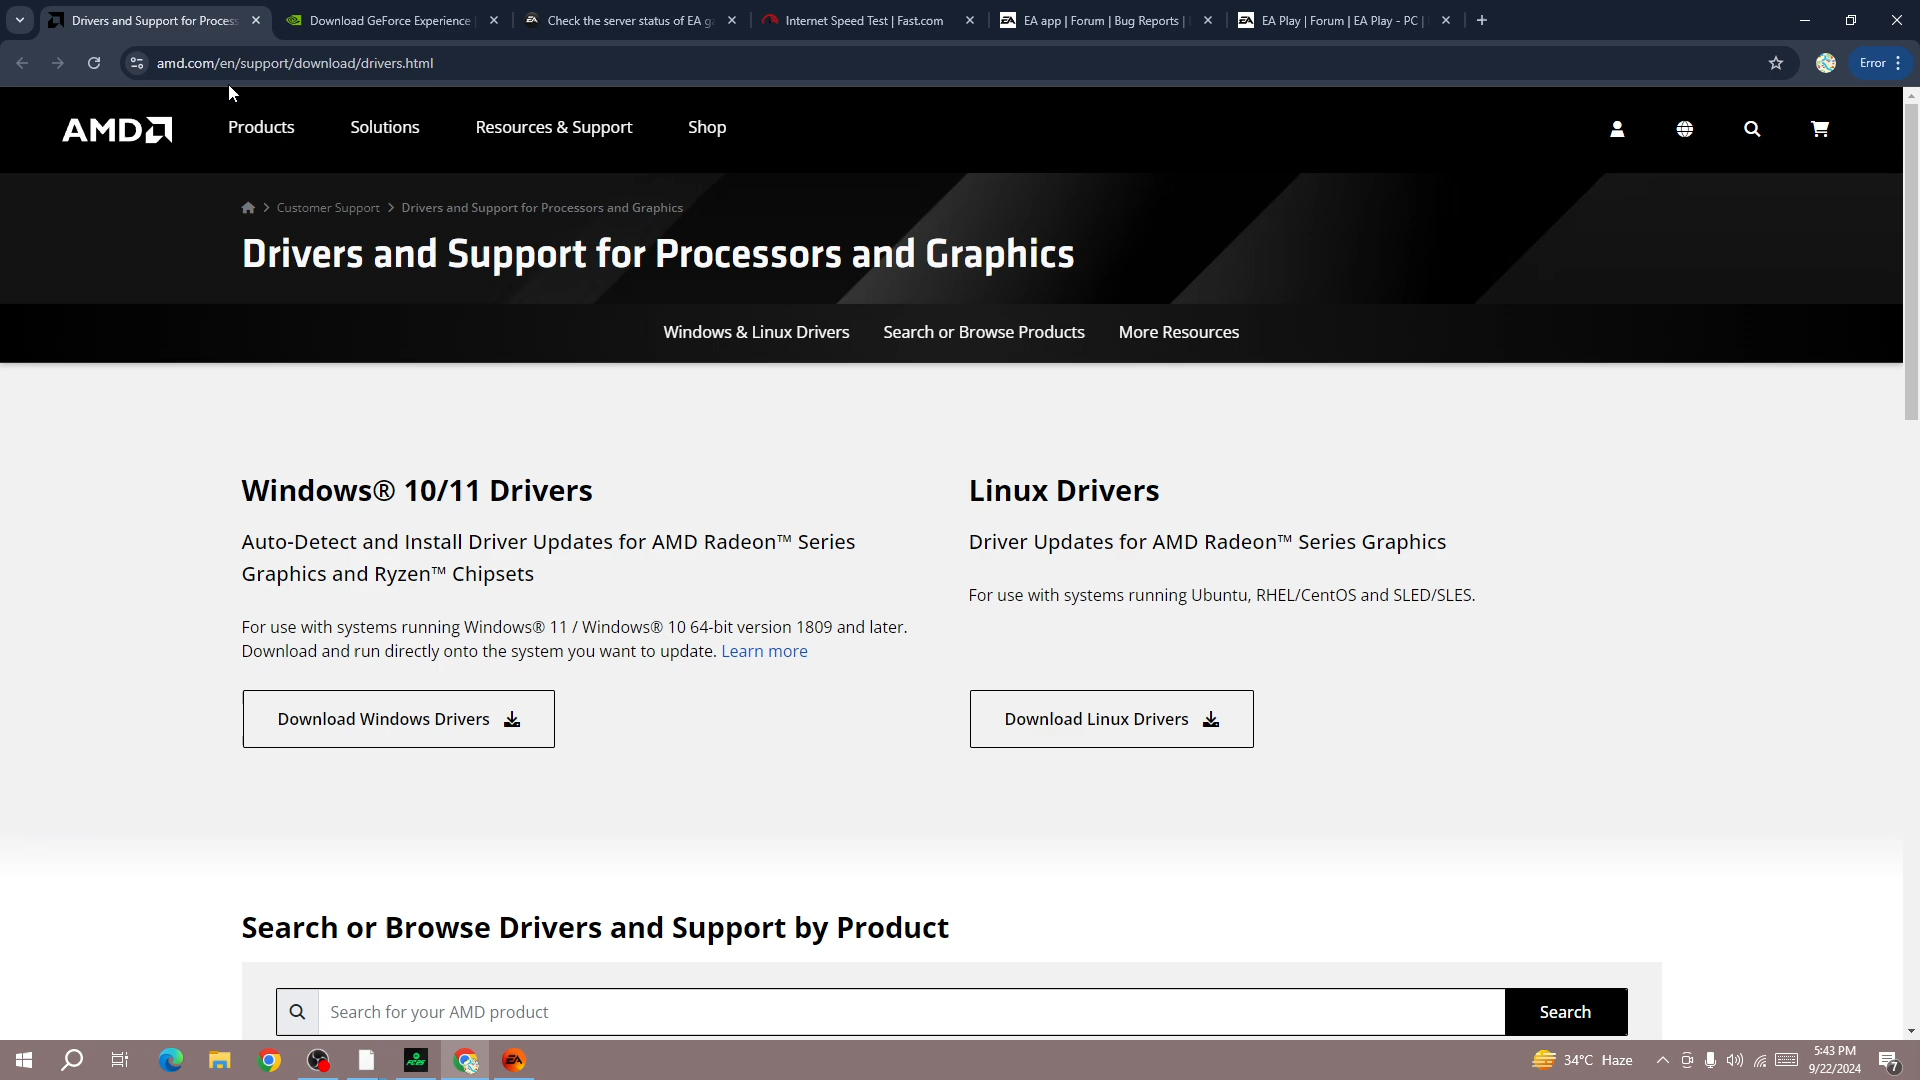 Drivers and Support for Process
Download GeForce Experience
Check the server status of EA g
Internet Speed Test | Fast.com
EA app | Forum | Bug Reports |
EA Play | Forum | EA Play - PC |
amd.com/en/support/download/drivers.html
Error
AMD
Products
Solutions
Resources & Support
Shop
Customer Support > Drivers and Support for Processors and Graphics
Drivers and Support for Processors and Graphics
Windows & Linux Drivers
Search or Browse Products
More Resources
Windows® 10/11 Drivers
Auto-Detect and Install Driver Updates for AMD Radeon™ Series
Graphics and Ryzen™ Chipsets
For use with systems running Windows® 11 / Windows® 10 64-bit version 1809 and later.
Download and run directly onto the system you want to update. Learn more
Download Windows Drivers
Linux Drivers
Driver Updates for AMD Radeon™ Series Graphics
For use with systems running Ubuntu, RHEL/CentOS and SLED/SLES.
Download Linux Drivers
Search or Browse Drivers and Support by Product
Search for your AMD product
Search
34°C Haze
5:43 PM
9/22/2024
7